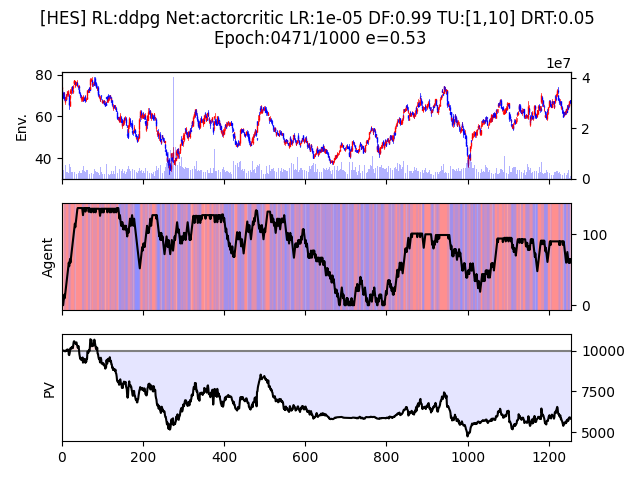 [HES] RL:ddpg Net:actorcritic LR:1e-05 DF:0.99 TU:[1,10] DRT:0.05
Epoch:0471/1000 e=0.53
1e7
80
60
40
Env.
4
2
0
Agent
100
0
PV
10000
7500
5000
0 200 400 600 800 1000 1200